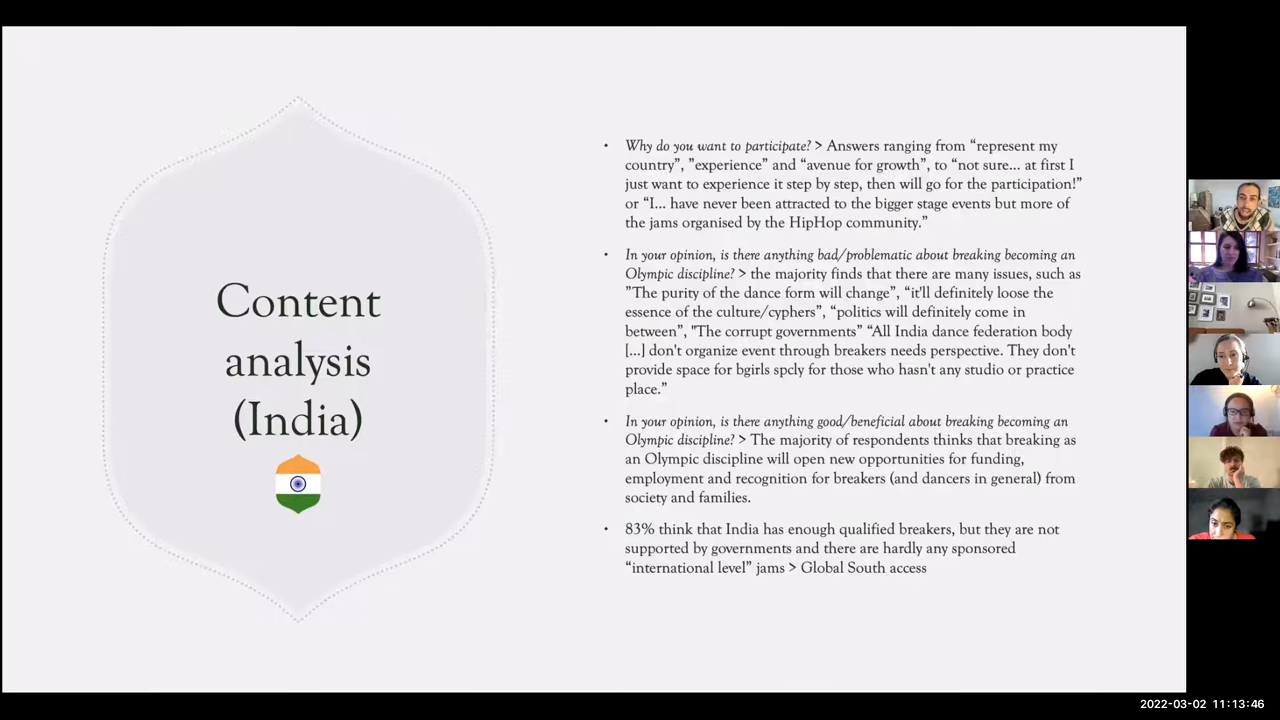 Content
analysis
(India)
• Why do you want to participate? > Answers ranging from “represent my
country”, ”experience” and “avenue for growth”, to “not sure... at first I
just want to experience it step by step, then will go for the participation!”
or “I... have never been attracted to the bigger stage events but more of
the jams organised by the HipHop community.”
• In your opinion, is there anything bad/problematic about breaking becoming an
Olympic discipline? > the majority finds that there are many issues, such as
”The purity of the dance form will change”, “it'll definitely loose the
essence of the culture/cyphers”, “politics will definitely come in
between”, "The corrupt governments” “All India dance federation body
[...] don't organize event through breakers needs perspective. They don't
provide space for bgirls spcly for those who hasn't any studio or practice
place.”
• In your opinion, is there anything good/beneficial about breaking becoming an
Olympic discipline? > The majority of respondents thinks that breaking as
an Olympic discipline will open new opportunities for funding,
employment and recognition for breakers (and dancers in general) from
society and families.
• 83% think that India has enough qualified breakers, but they are not
supported by governments and there are hardly any sponsored
“international level” jams > Global South access
2022-03-02 11:13:46